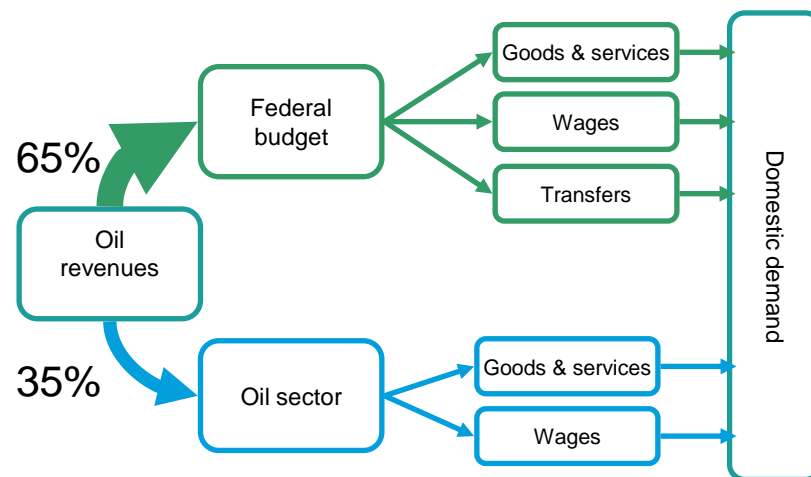 65%
Oil
revenues
35%
Federal
budget
Goods & services
Wages
Transfers
Oil sector
Goods & services
Wages
Domestic demand